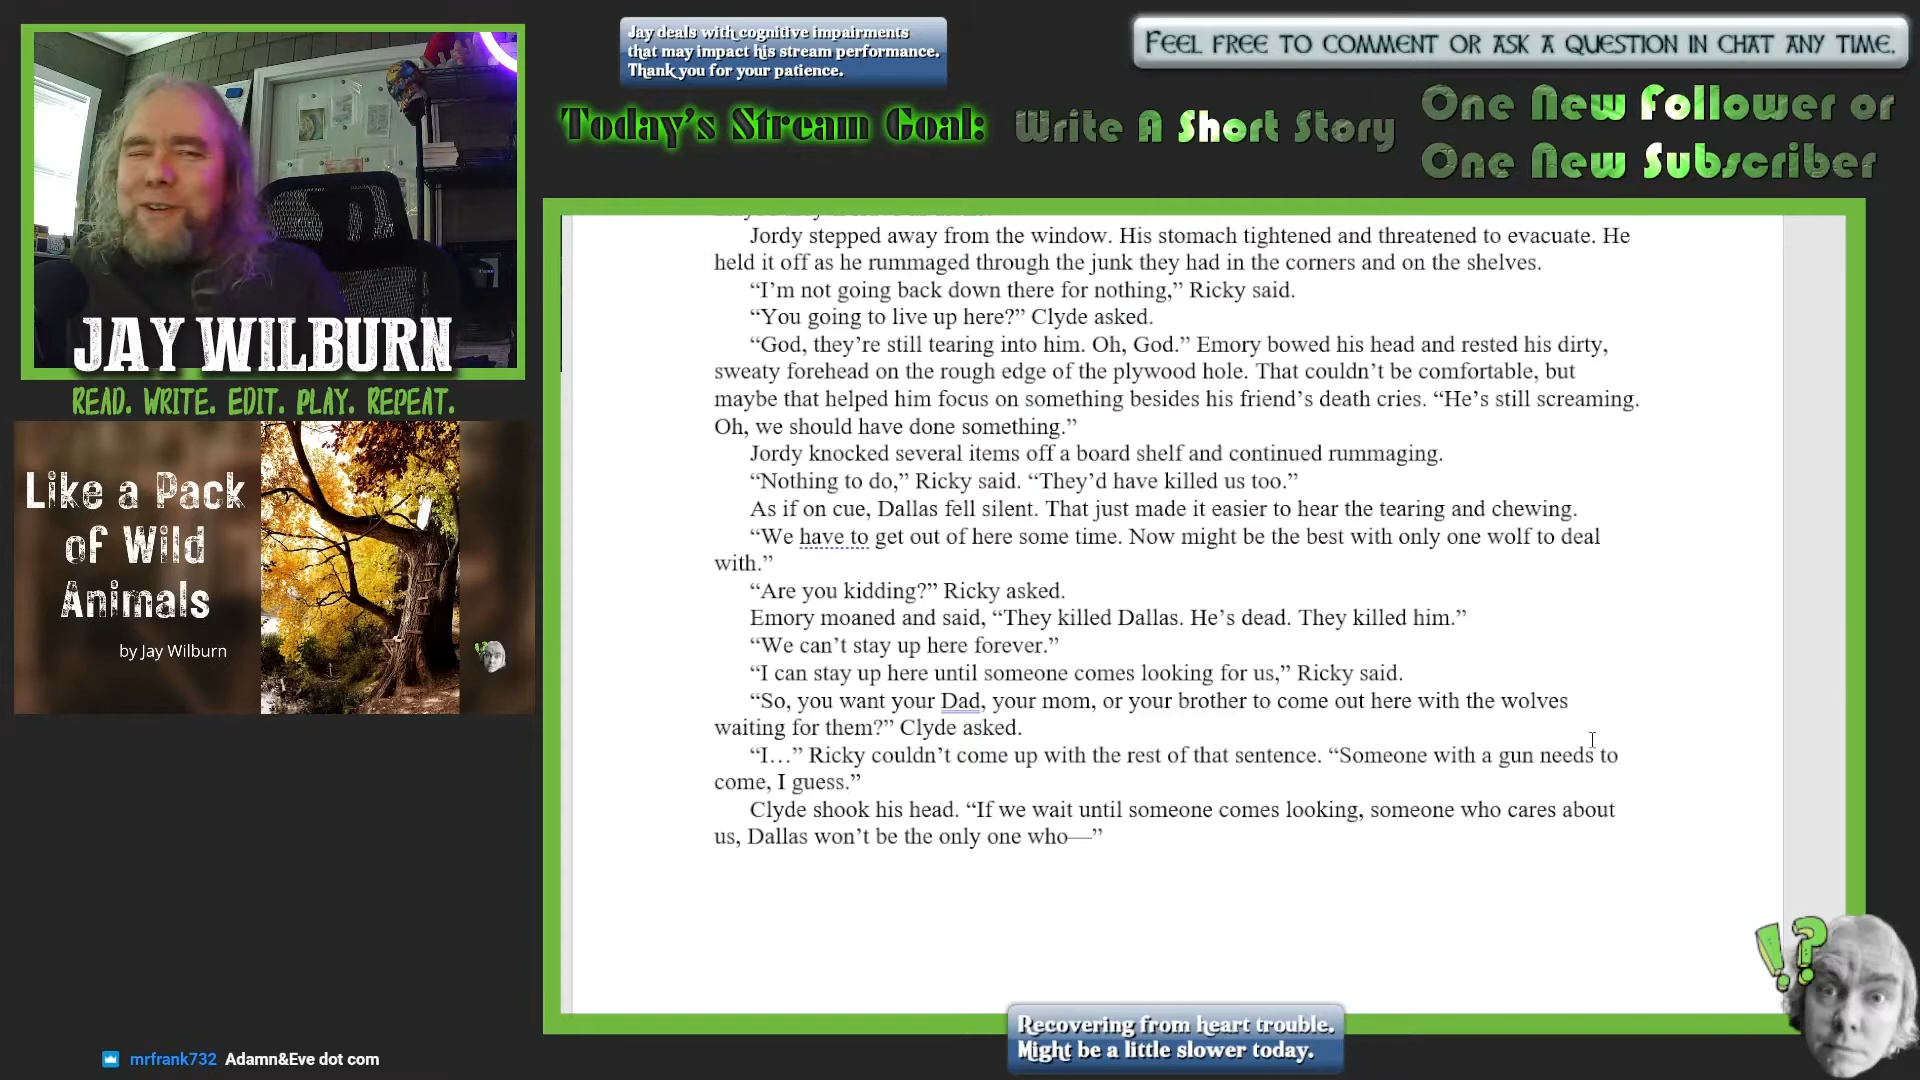 Jay deals with cognitive impairments
that may impact his stream performance.
Thank you for your patience.
FEEL FREE TO COMMENT OR ASK A QUESTION IN CHAT ANY TIME.
Today's Stream Goal:
Write A Short Story
One New Follower or
One New Subscriber
JAY WILBURN
READ. WRITE. EDIT. PLAY. REPEAT.
Like a Pack
of Wild
Animals
by Jay Wilburn
Jordy stepped away from the window. His stomach tightened and threatened to evacuate. He
held it off as he rummaged through the junk they had in the corners and on the shelves.
“I’m not going back down there for nothing,” Ricky said.
“You going to live up here?” Clyde asked.
“God, they’re still tearing into him. Oh, God.” Emory bowed his head and rested his dirty,
sweaty forehead on the rough edge of the plywood hole. That couldn’t be comfortable, but
maybe that helped him focus on something besides his friend’s death cries. “He’s still screaming.
Oh, we should have done something.”
Jordy knocked several items off a board shelf and continued rummaging.
“Nothing to do,” Ricky said. “They’d have killed us too.”
As if on cue, Dallas fell silent. That just made it easier to hear the tearing and chewing.
“We have to get out of here some time. Now might be the best with only one wolf to deal
with.”
“Are you kidding?” Ricky asked.
Emory moaned and said, “They killed Dallas. He’s dead. They killed him.”
“We can’t stay up here forever.”
“I can stay up here until someone comes looking for us,” Ricky said.
“So, you want your Dad, your mom, or your brother to come out here with the wolves
waiting for them?” Clyde asked.
“I…” Ricky couldn’t come up with the rest of that sentence. “Someone with a gun needs to
come, I guess.”
Clyde shook his head. “If we wait until someone comes looking, someone who cares about
us, Dallas won’t be the only one who—”
!?
Recovering from heart trouble.
Might be a little slower today.
mrfrank732 Adamn&Eve dot com